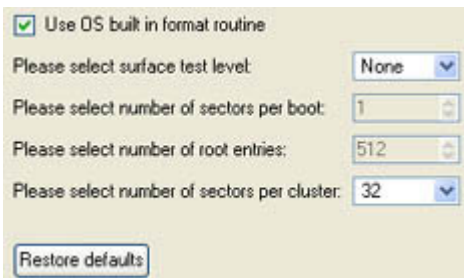 Use OS built in format routine
Please select surface test level: None
Please select number of sectors per boot: 1
Please select number of root entries: 512
Please select number of sectors per cluster: 32
Restore defaults